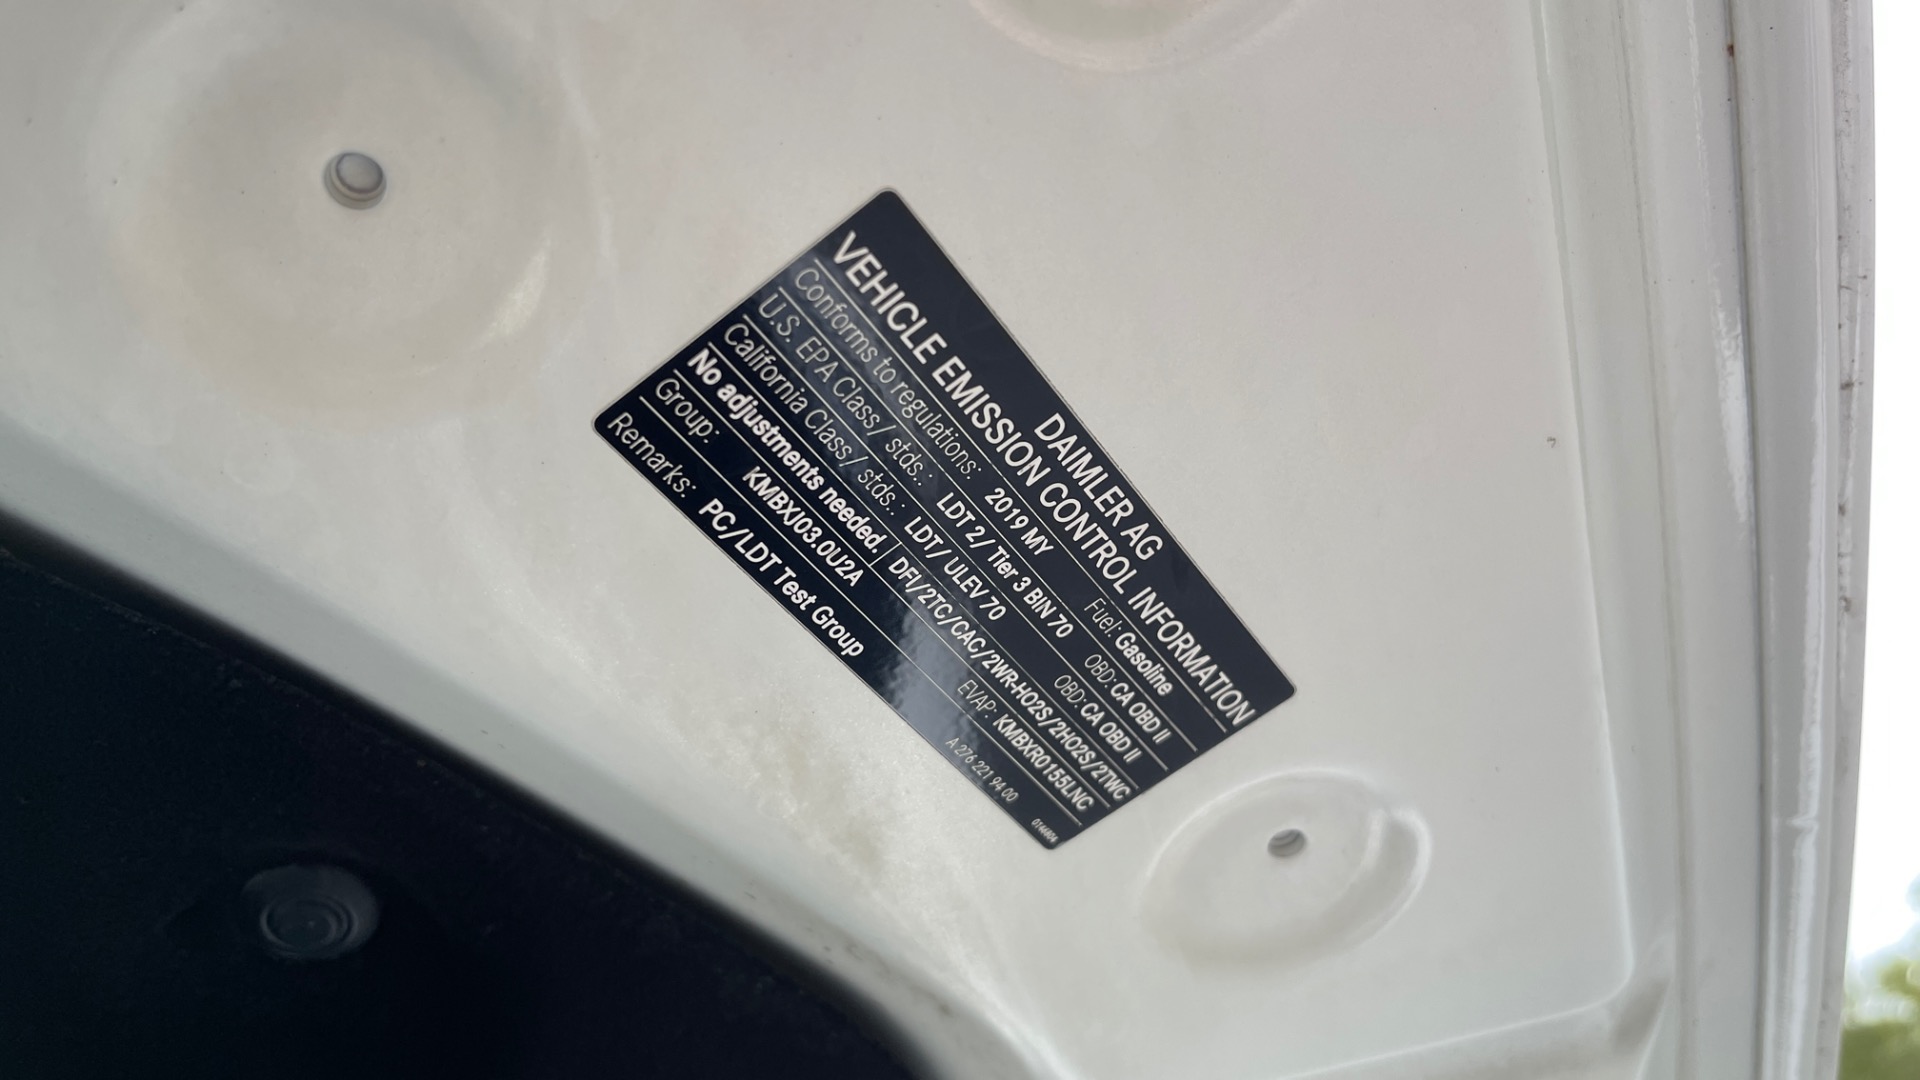 DAIMLER AG
VEHICLE EMISSION CONTROL INFORMATION
Conforms to regulations: 2019 MY Fuel: Gasoline
U.S. EPA Class/ stds.: LDT 2/ Tier 3 BIN 70 OBD: CA OBD II
California Class/ stds.: LDT/ ULEV 70 OBD: CA OBD II
No adjustments needed. DFI/2TC/CAC/2WR-HO2S/2HO2S/2TWC
Group: KMBXJ03.0U2A EVAP: KMBXR0155LNC
Remarks: PC/LDT Test Group A 276 221 94 00